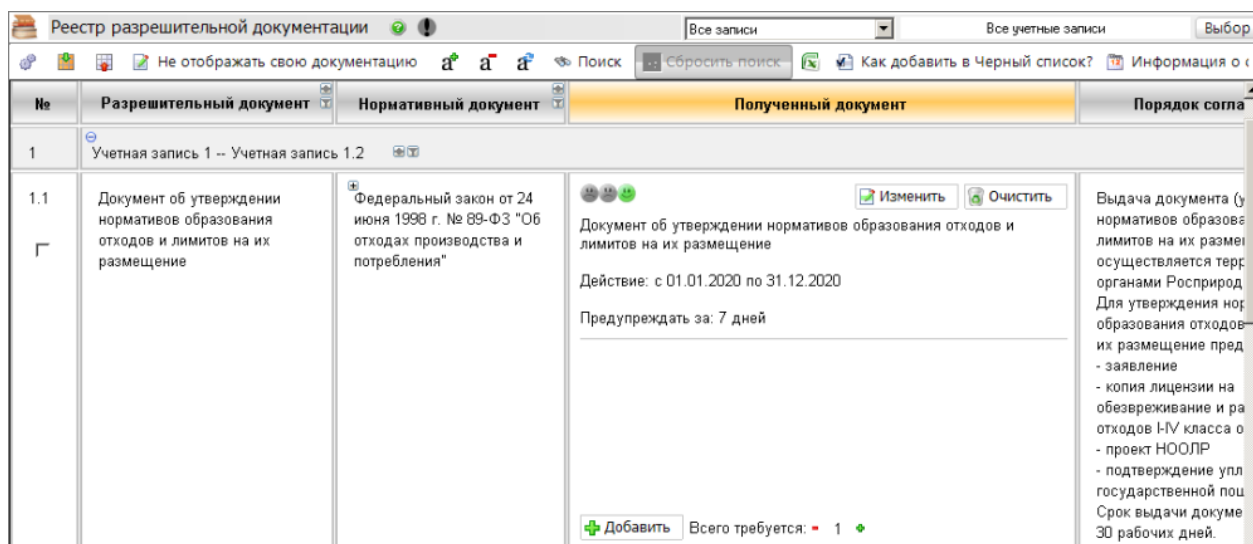 Реестр разрешительной документации
Все записи
Все учетные записи
Выбор
Не отображать свою документацию
Поиск
Сбросить поиск
Как добавить в Черный список?
Информация о
№
Разрешительный документ
Нормативный документ
Полученный документ
Порядок согла
1
Учетная запись 1 -- Учетная запись 1.2
1.1
Документ об утверждении
нормативов образования
отходов и лимитов на их
размещение
Федеральный закон от 24
июня 1998 г. № 89-ФЗ "Об
отходах производства и
потребления"
Изменить
Очистить
Документ об утверждении нормативов образования отходов и
лимитов на их размещение
Действие: с 01.01.2020 по 31.12.2020
Предупреждать за: 7 дней
Добавить
Всего требуется: - 1 +
Выдача документа (у
нормативов образова
лимитов на их разме
осуществляется терр
органами Росприрод
Для утверждения нор
образования отходов
их размещение пред
- заявление
- копия лицензии на
обезвреживание и ра
отходов I-IV класса о
- проект НООЛР
- подтверждение упл
государственной пош
Срок выдачи докуме
30 рабочих дней.